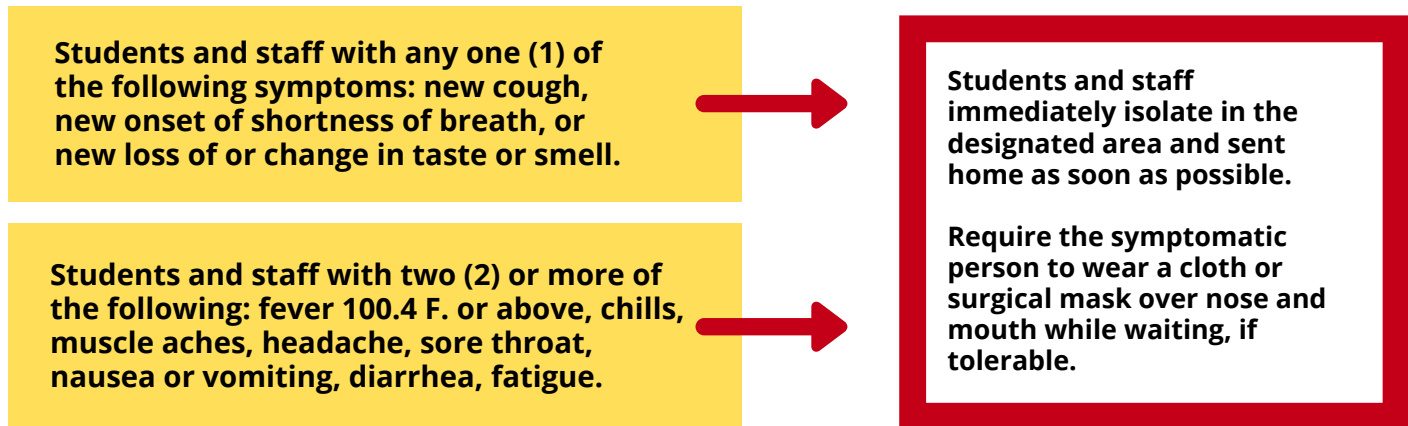 Students and staff with any one (1) of
the following symptoms: new cough,
new onset of shortness of breath, or
new loss of or change in taste or smell.
Students and staff with two (2) or more of
the following: fever 100.4 F. or above, chills,
muscle aches, headache, sore throat,
nausea or vomiting, diarrhea, fatigue.
Students and staff
immediately isolate in the
designated area and sent
home as soon as possible.
Require the symptomatic
person to wear a cloth or
surgical mask over nose and
mouth while waiting, if
tolerable.